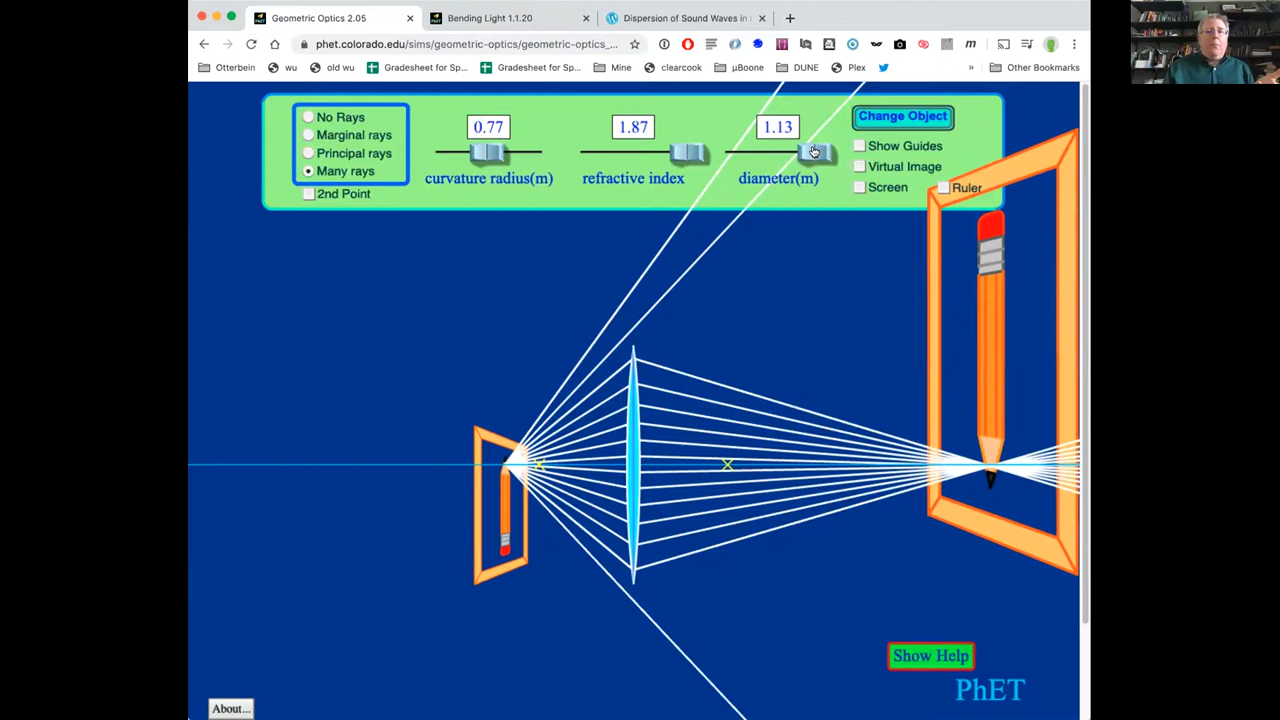 Geometric Optics 2.05
Bending Light 1.1.20
Dispersion of Sound Waves in
phet.colorado.edu/sims/geometric-optics/geometric-optics_...
Otterbein
wu
old wu
Gradesheet for Sp...
Gradesheet for Sp...
Mine
clearcook
µBoone
DUNE
Plex
»
Other Bookmarks
No Rays
Marginal rays
Principal rays
Many rays
2nd Point
0.77
curvature radius(m)
1.87
refractive index
1.13
diameter(m)
Change Object
Show Guides
Virtual Image
Screen
Ruler
Show Help
PhET
About...